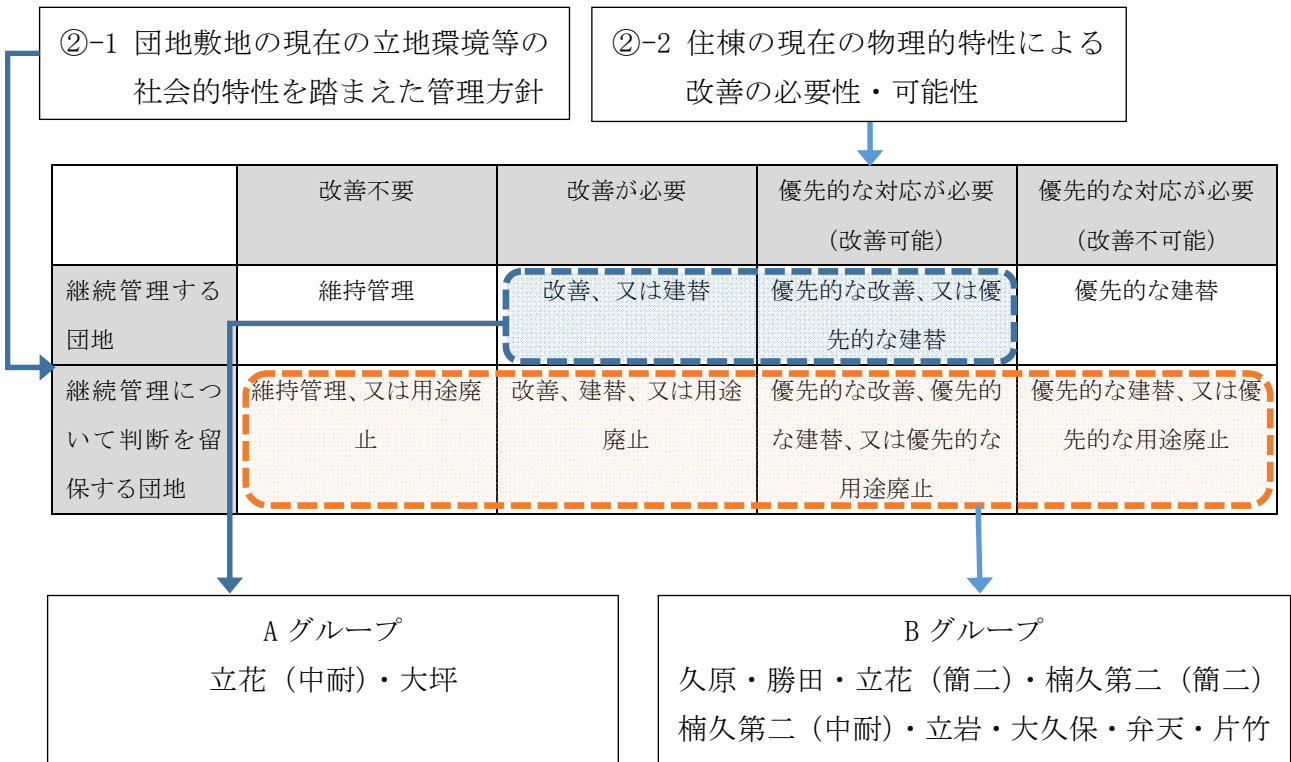 ②-1 団地敷地の現在の立地環境等の
社会的特性を踏まえた管理方針
②-2 住棟の現在の物理的特性による
改善の必要性・可能性
改善不要
改善が必要
優先的な対応が必要
(改善可能)
優先的な対応が必要
(改善不可能)
継続管理する
団地
維持管理
改善、又は建替
優先的な改善、又は優
先的な建替
優先的な建替
継続管理につ
いて判断を留
保する団地
維持管理、又は用途廃
止
改善、建替、又は用途
廃止
優先的な改善、優先的
な建替、又は優先的な
用途廃止
優先的な建替、又は優
先的な用途廃止
A グループ
立花（中耐）・大坪
B グループ
久原・勝田・立花（簡二）・楠久第二（簡二）
楠久第二（中耐）・立岩・大久保・弁天・片竹